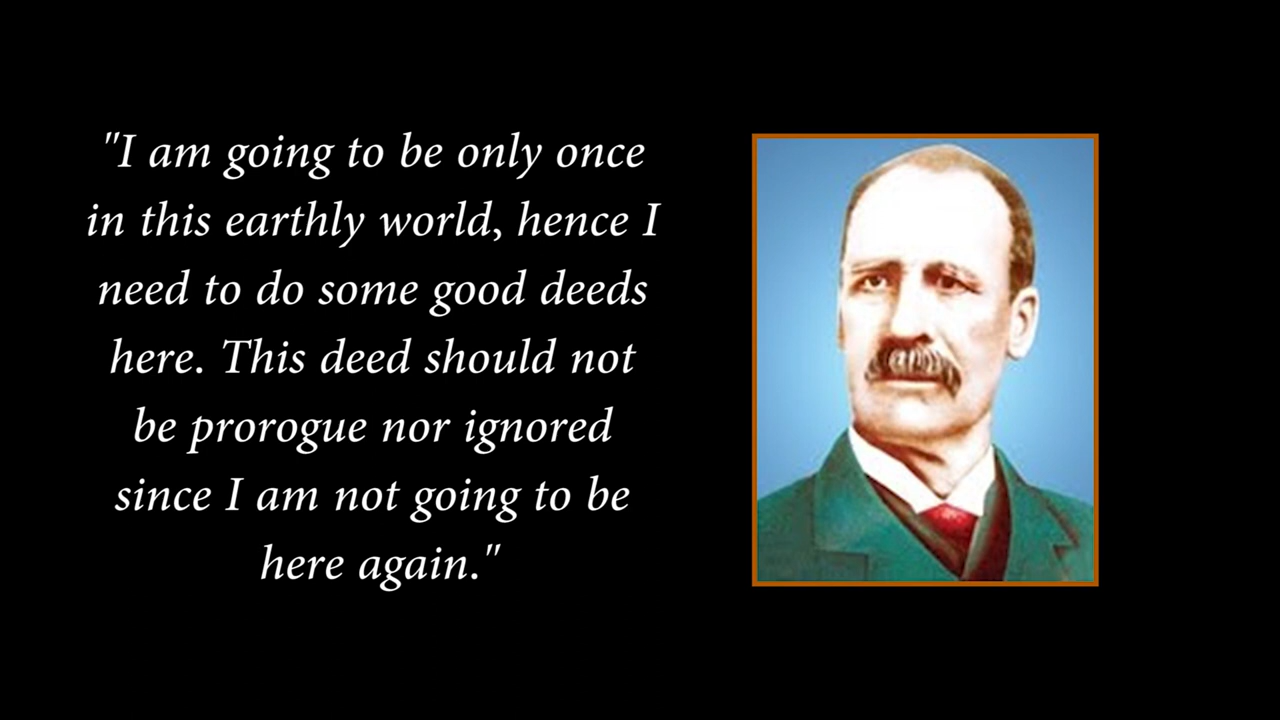 "I am going to be only once
in this earthly world, hence I
need to do some good deeds
here. This deed should not
be prorogue nor ignored
since I am not going to be
here again."